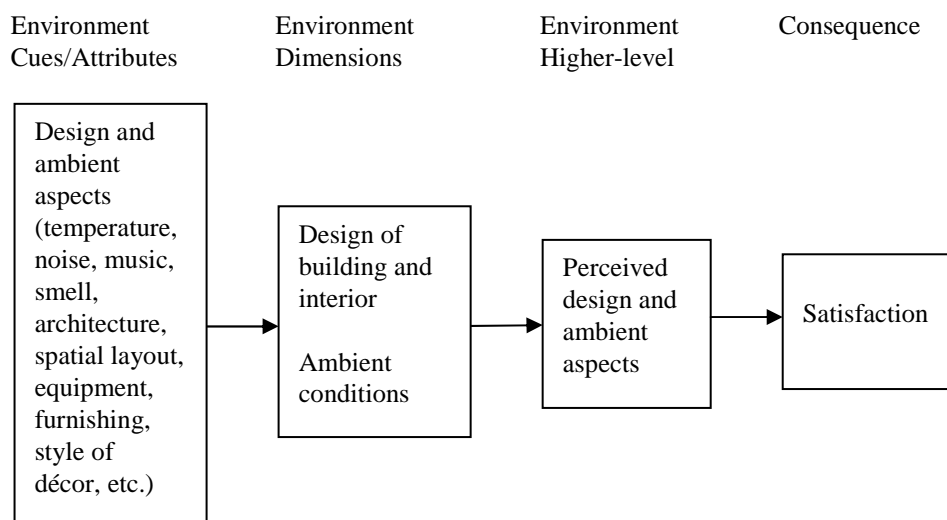 Environment
Cues/Attributes
Environment
Dimensions
Environment
Higher-level
Consequence
Design and
ambient
aspects
(temperature,
noise, music,
smell,
architecture,
spatial layout,
equipment,
furnishing,
style of
décor, etc.)
Design of
building and
interior
Ambient
conditions
Perceived
design and
ambient
aspects
Satisfaction